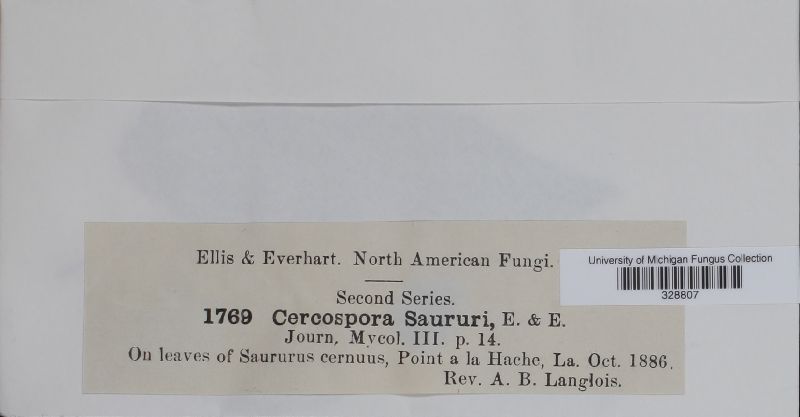 Ellis & Everhart. North American Fungi.
University of Michigan Fungus Collection
328807
Second Series.
1769 Cercospora Saururi, E. & E.
Journ. Mycol. III. p. 14.
On leaves of Saururus cernuus, Point a la Hache, La. Oct. 1886.
Rev. A. B. Langlois.